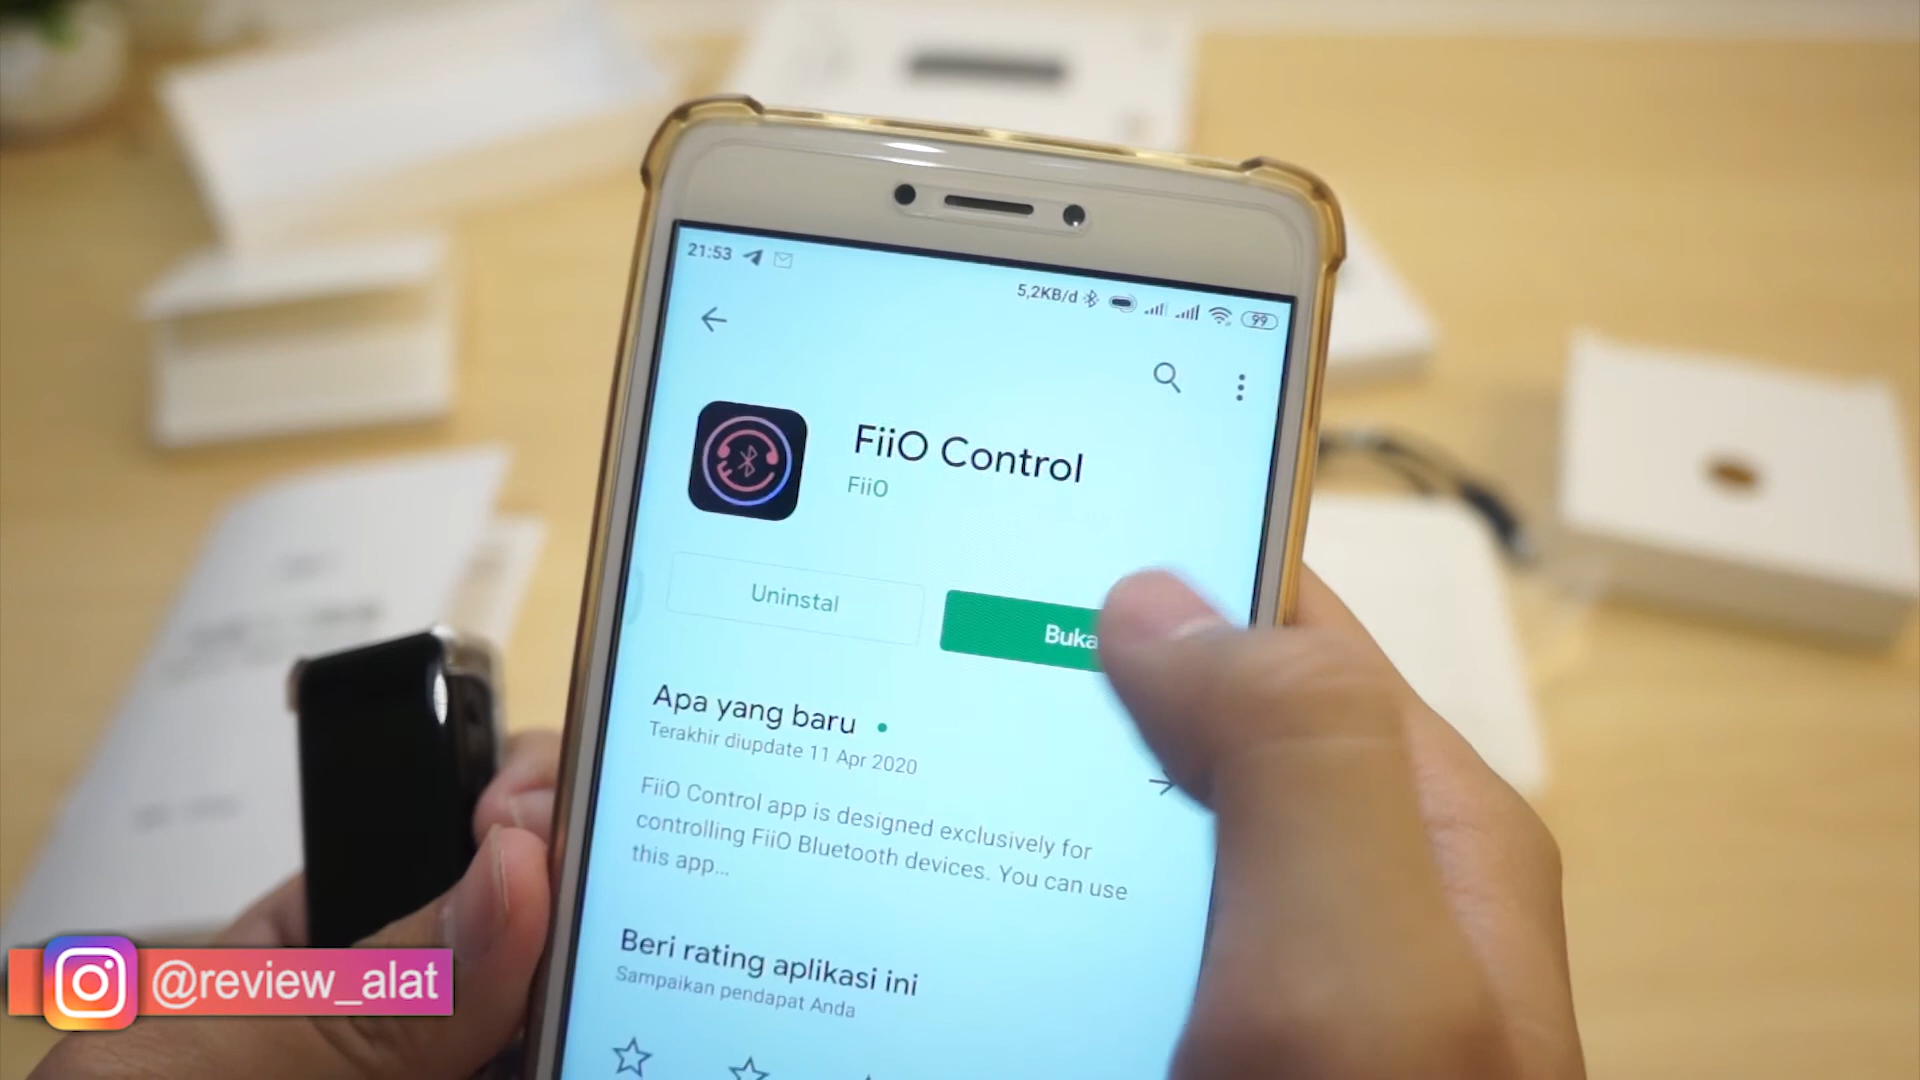 21:53
5,2KB/d
99
FiiO Control
FiiO
Uninstal
Buka
Apa yang baru
Terakhir diupdate 11 Apr 2020
FiiO Control app is designed exclusively for
controlling FiiO Bluetooth devices. You can use
this app...
Beri rating aplikasi ini
Sampaikan pendapat Anda
@review_alat